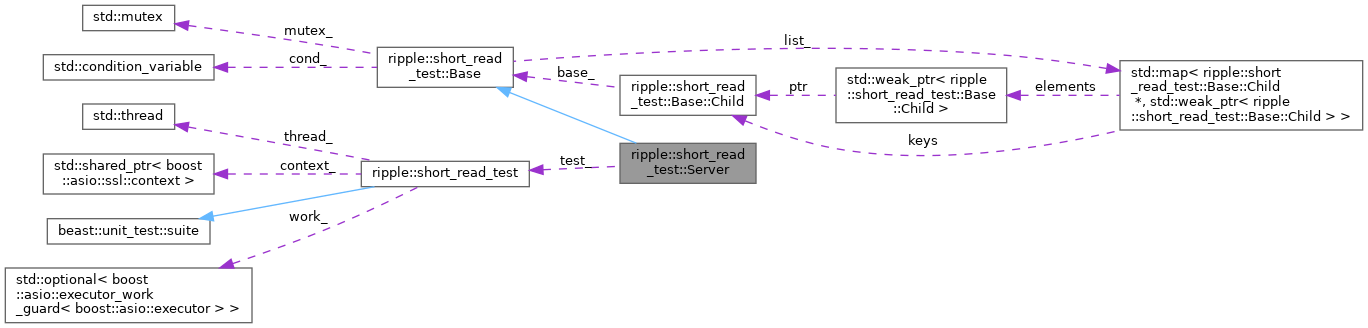 std::mutex
mutex_
std::condition_variable
cond_
ripple::short_read
_test::Base
list_
base_
ripple::short_read
_test::Base::Child
ptr
std::weak_ptr< ripple
::short_read_test::Base
::Child >
elements
std::map< ripple::short
_read_test::Base::Child
*, std::weak_ptr< ripple
::short_read_test::Base::Child > >
keys
std::thread
thread_
std::shared_ptr< boost
::asio::ssl::context >
context_
ripple::short_read_test
test_
ripple::short_read
_test::Server
beast::unit_test::suite
work_
std::optional< boost
::asio::executor_work
_guard< boost::asio::executor > >